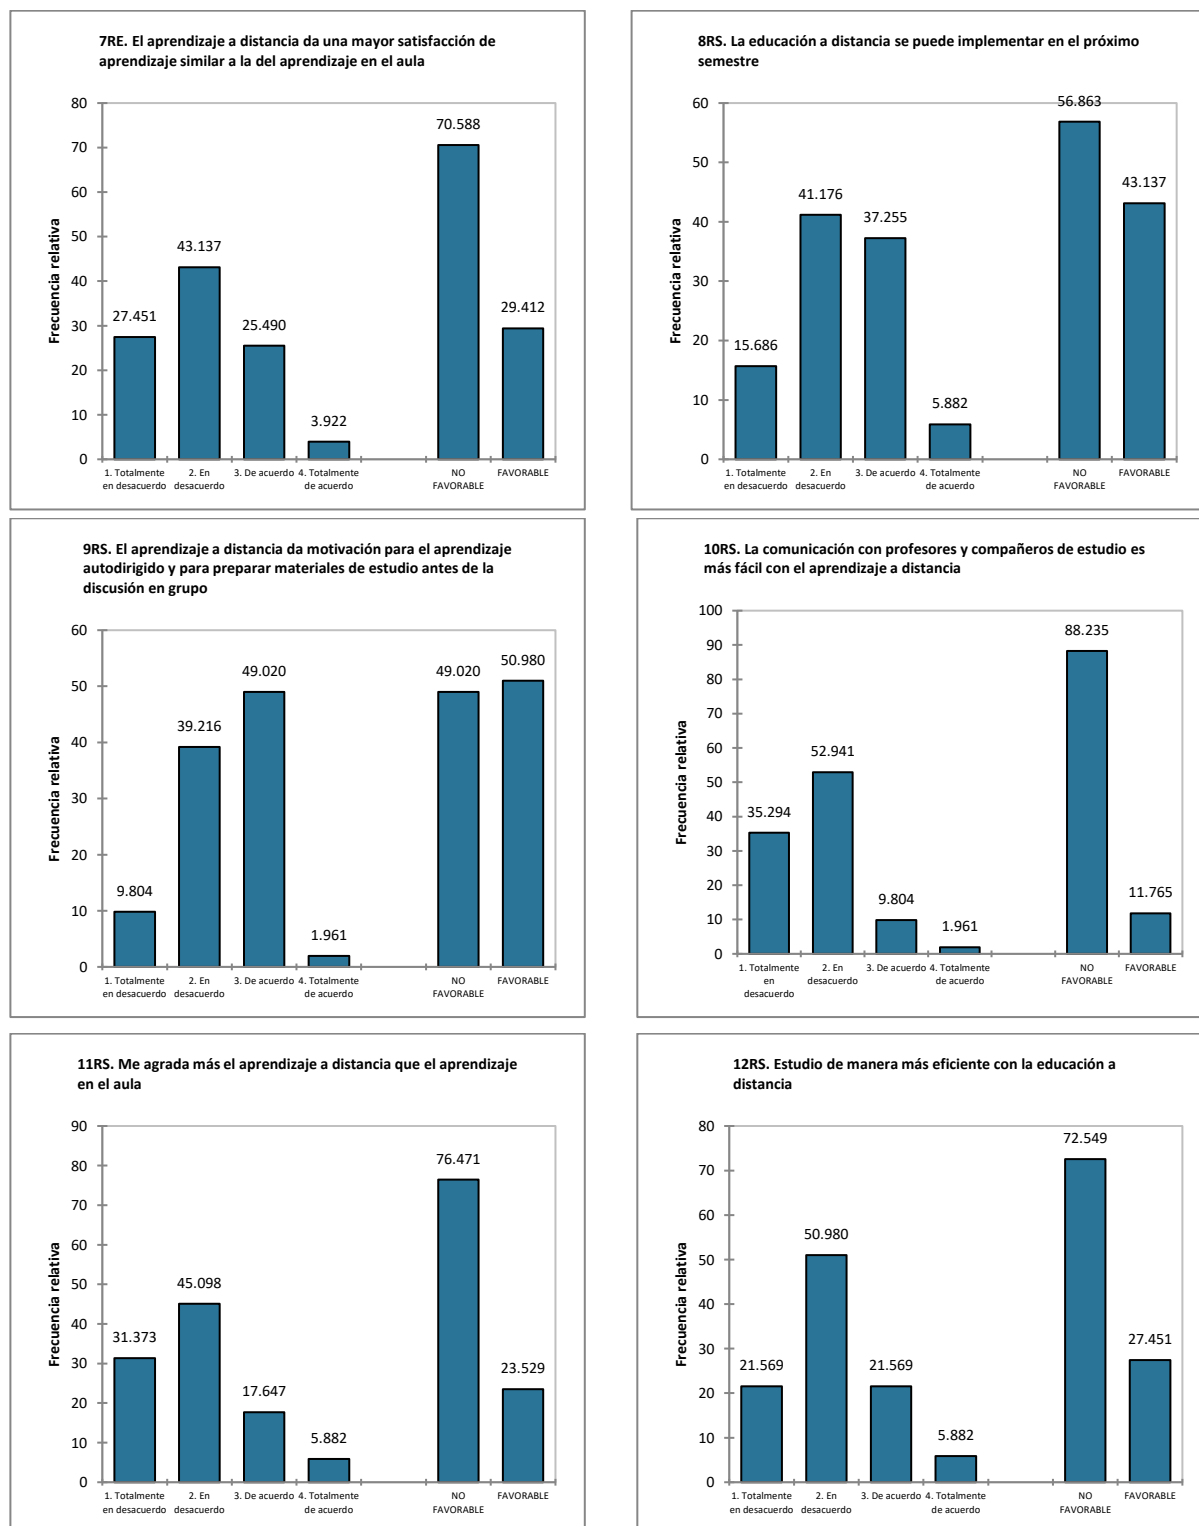 7RE. El aprendizaje a distancia da una mayor satisfacción de
aprendizaje similar a la del aprendizaje en el aula
Frecuencia relativa
80
70
60
50
40
30
20
10
0
27.451
43.137
25.490
3.922
70.588
29.412
1. Totalmente
en desacuerdo
2. En
desacuerdo
3. De acuerdo
4. Totalmente
de acuerdo
NO
FAVORABLE
FAVORABLE
8RS. La educación a distancia se puede implementar en el próximo
semestre
Frecuencia relativa
60
50
40
30
20
10
0
15.686
41.176
37.255
5.882
56.863
43.137
1. Totalmente
en desacuerdo
2. En
desacuerdo
3. De acuerdo
4. Totalmente
de acuerdo
NO
FAVORABLE
FAVORABLE
9RS. El aprendizaje a distancia da motivación para el aprendizaje
autodirigido y para preparar materiales de estudio antes de la
discusión en grupo
Frecuencia relativa
60
50
40
30
20
10
0
9.804
39.216
49.020
1.961
49.020
50.980
1. Totalmente
en desacuerdo
2. En
desacuerdo
3. De acuerdo
4. Totalmente
de acuerdo
NO
FAVORABLE
FAVORABLE
10RS. La comunicación con profesores y compañeros de estudio es
más fácil con el aprendizaje a distancia
Frecuencia relativa
100
90
80
70
60
50
40
30
20
10
0
35.294
52.941
9.804
1.961
88.235
11.765
1. Totalmente
en
desacuerdo
2. En
desacuerdo
3. De acuerdo
4. Totalmente
de acuerdo
NO
FAVORABLE
FAVORABLE
11RS. Me agrada más el aprendizaje a distancia que el aprendizaje
en el aula
Frecuencia relativa
90
80
70
60
50
40
30
20
10
0
31.373
45.098
17.647
5.882
76.471
23.529
1. Totalmente
en desacuerdo
2. En
desacuerdo
3. De acuerdo
4. Totalmente
de acuerdo
NO
FAVORABLE
FAVORABLE
12RS. Estudio de manera más eficiente con la educación a
distancia
Frecuencia relativa
80
70
60
50
40
30
20
10
0
21.569
50.980
21.569
5.882
72.549
27.451
1. Totalmente
en desacuerdo
2. En
desacuerdo
3. De acuerdo
4. Totalmente
de acuerdo
NO
FAVORABLE
FAVORABLE